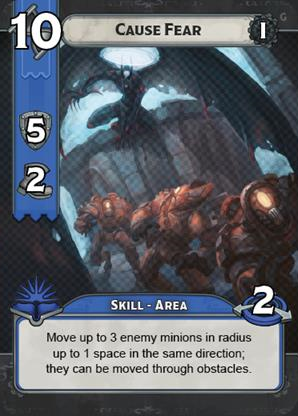 10
CAUSE FEAR
I
G
5
2
SKILL - AREA
2
Move up to 3 enemy minions in radius
up to 1 space in the same direction;
they can be moved through obstacles.